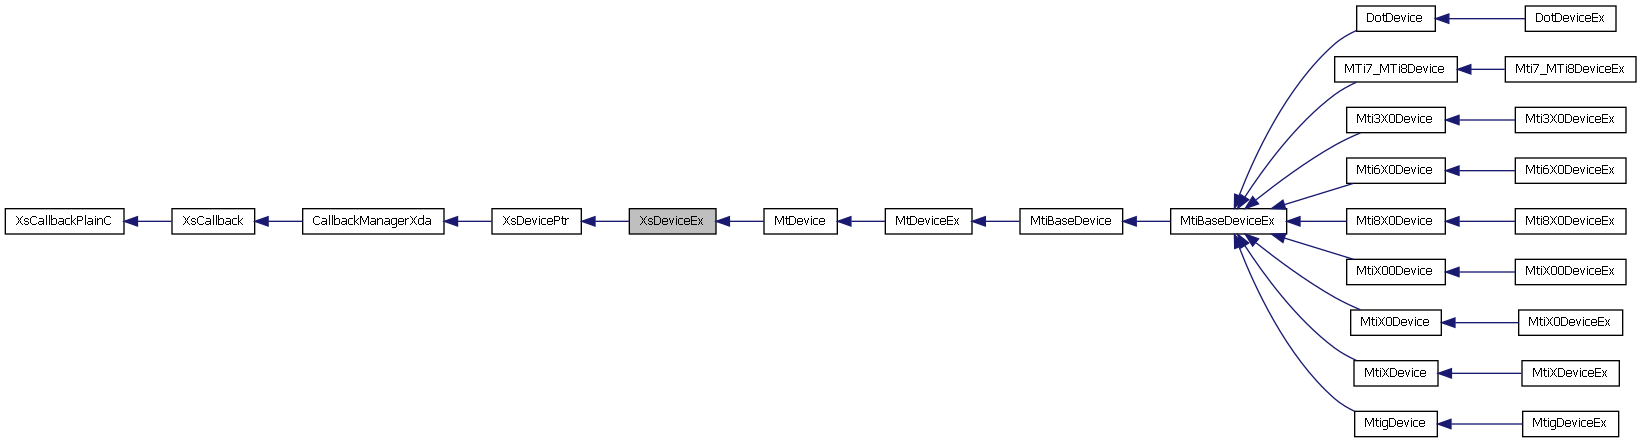 DotDevice
DotDeviceEx
MTi7_MTi8Device
Mti7_MTi8DeviceEx
Mti3X0Device
Mti3X0DeviceEx
Mti6X0Device
Mti6X0DeviceEx
XsCallbackPlainC
XsCallback
CallbackManagerXda
XsDevicePtr
XsDeviceEx
MtDevice
MtDeviceEx
MtiBaseDevice
MtiBaseDeviceEx
Mti8X0Device
Mti8X0DeviceEx
MtiX00Device
MtiX00DeviceEx
MtiX0Device
MtiX0DeviceEx
MtiXDevice
MtiXDeviceEx
MtigDevice
MtigDeviceEx